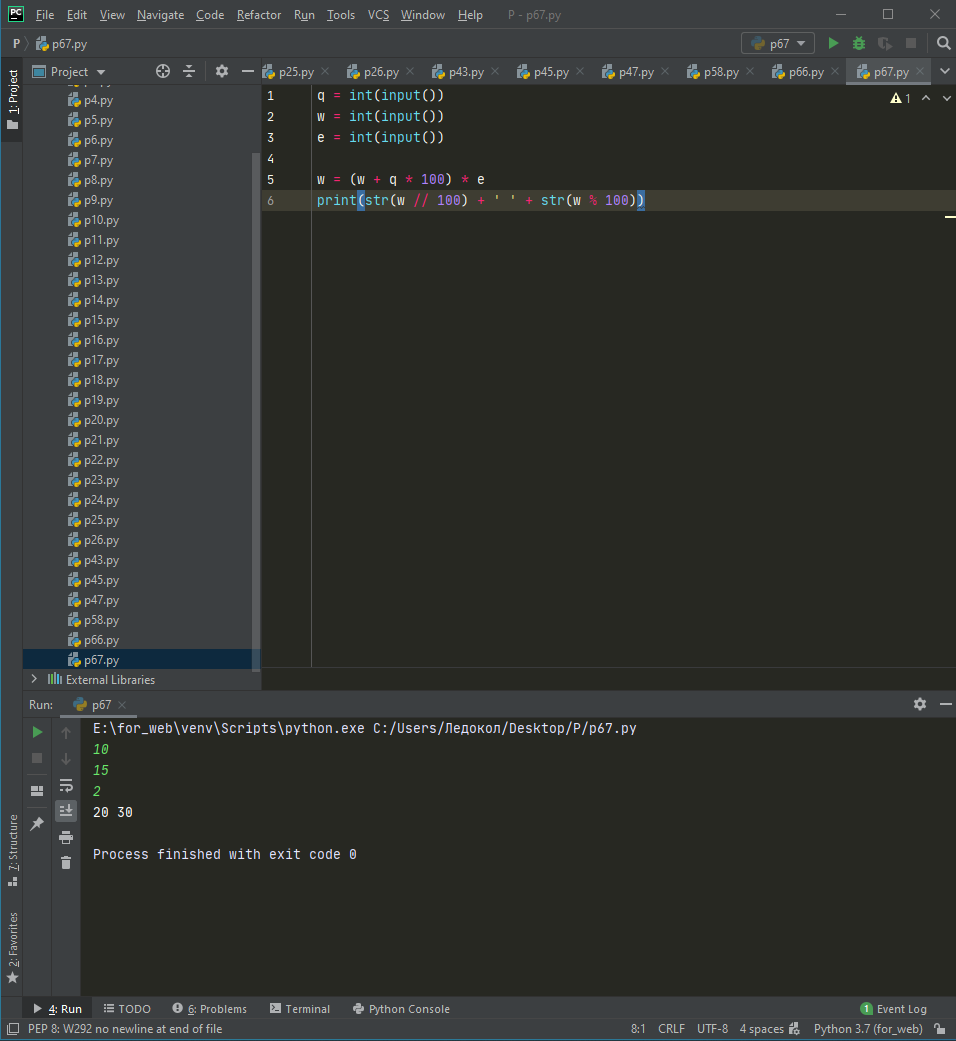 PC File Edit View Navigate Code Refactor Run Tools VCS Window Help P - p67.py
P p67.py p67
1: Project
Project p25.py p26.py p43.py p45.py p47.py p58.py p66.py p67.py
p4.py
p5.py
p6.py
p7.py
p8.py
p9.py
p10.py
p11.py
p12.py
p13.py
p14.py
p15.py
p16.py
p17.py
p18.py
p19.py
p20.py
p21.py
p22.py
p23.py
p24.py
p25.py
p26.py
p43.py
p45.py
p47.py
p58.py
p66.py
p67.py
External Libraries
1 q = int(input())
2 w = int(input())
3 e = int(input())
4
5 w = (w + q * 100) * e
6 print(str(w // 100) + ' ' + str(w % 100))
1
Run: p67
E:\for_web\venv\Scripts\python.exe C:/Users/Ледокол/Desktop/P/p67.py
10
15
2
20 30
Process finished with exit code 0
7: Structure
2: Favorites
4: Run TODO 6: Problems Terminal Python Console 1 Event Log
PEP 8: W292 no newline at end of file 8:1 CRLF UTF-8 4 spaces Python 3.7 (for_web)